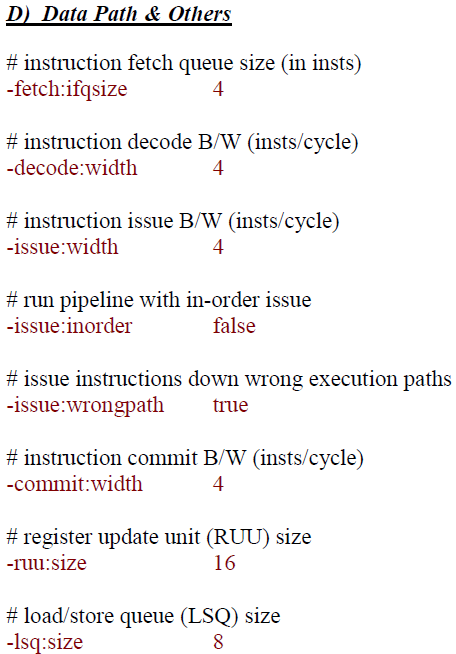 D) Data Path & Others
# instruction fetch queue size (in insts)
-fetch:ifqsize 4
# instruction decode B/W (insts/cycle)
-decode:width 4
# instruction issue B/W (insts/cycle)
-issue:width 4
# run pipeline with in-order issue
-issue:inorder false
# issue instructions down wrong execution paths
-issue:wrongpath true
# instruction commit B/W (insts/cycle)
-commit:width 4
# register update unit (RUU) size
-ruu:size 16
# load/store queue (LSQ) size
-lsq:size 8